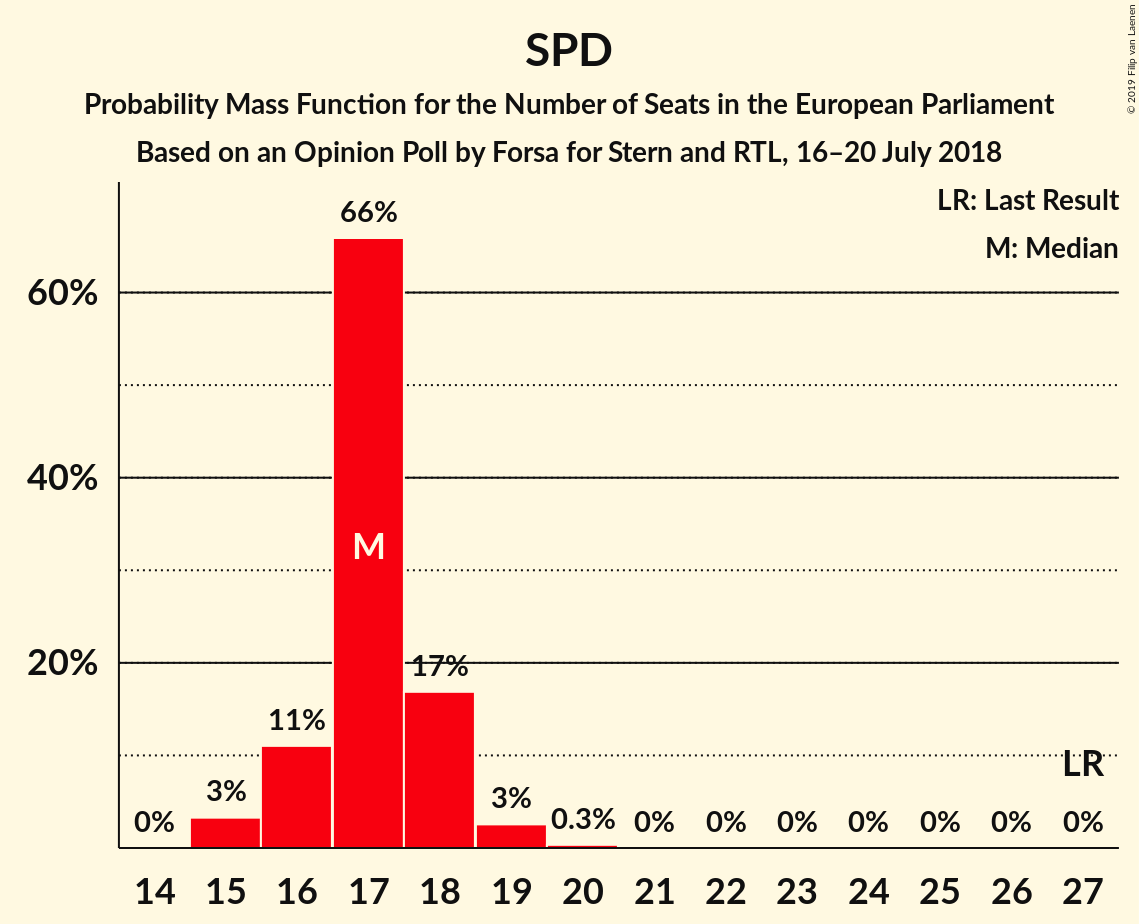 SPD
Probability Mass Function for the Number of Seats in the European Parliament
Based on an Opinion Poll by Forsa for Stern and RTL, 16–20 July 2018
© 2019 Filip van Laenen
LR: Last Result
M: Median
66%
60%
40%
M
20%
17%
11%
LR
3%
3%
0%
0.3%
0%
0%
0%
0%
0%
0%
0%
14 15 16 17 18 19 20 21 22 23 24 25 26 27